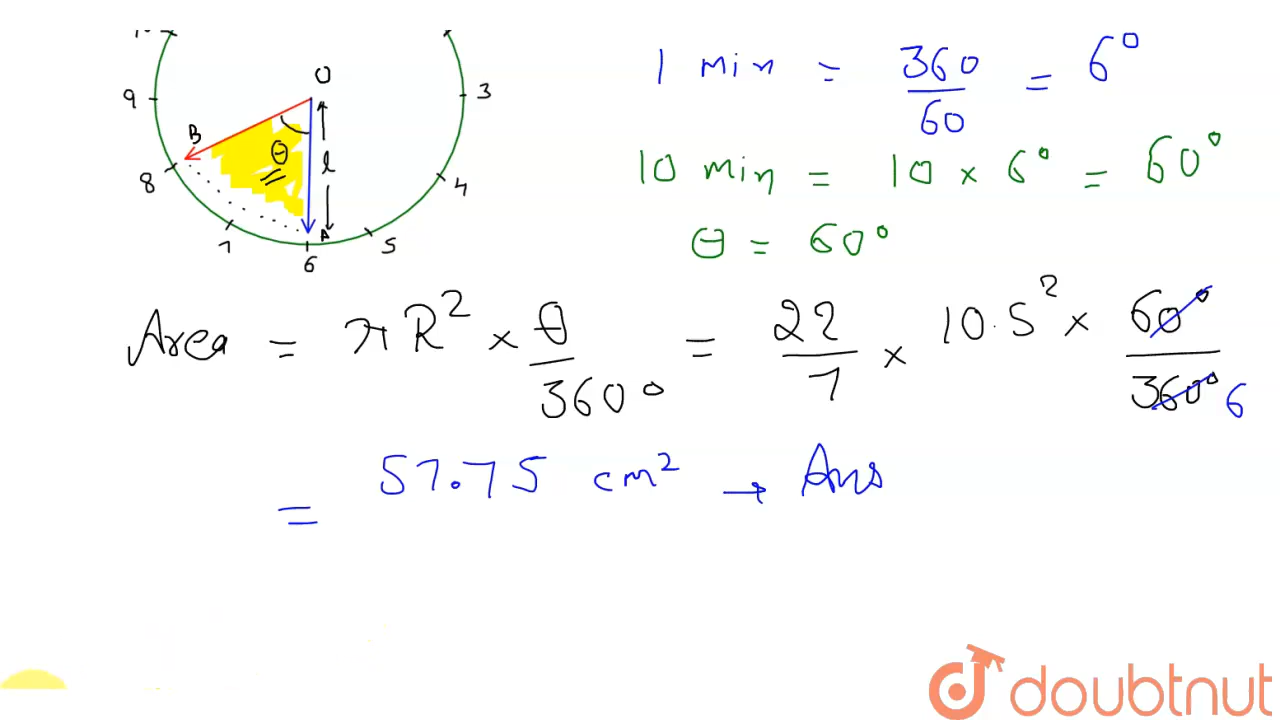 O
9
3
B
θ
l
8
4
A
7
5
6
1 min = 360/60 = 6°
10 min = 10 × 6° = 60°
θ = 60°
Area = πR² × θ/360° = 22/7 × 10.5² × 60°/360° 6
= 57.75 cm² → Ans
doubtnut